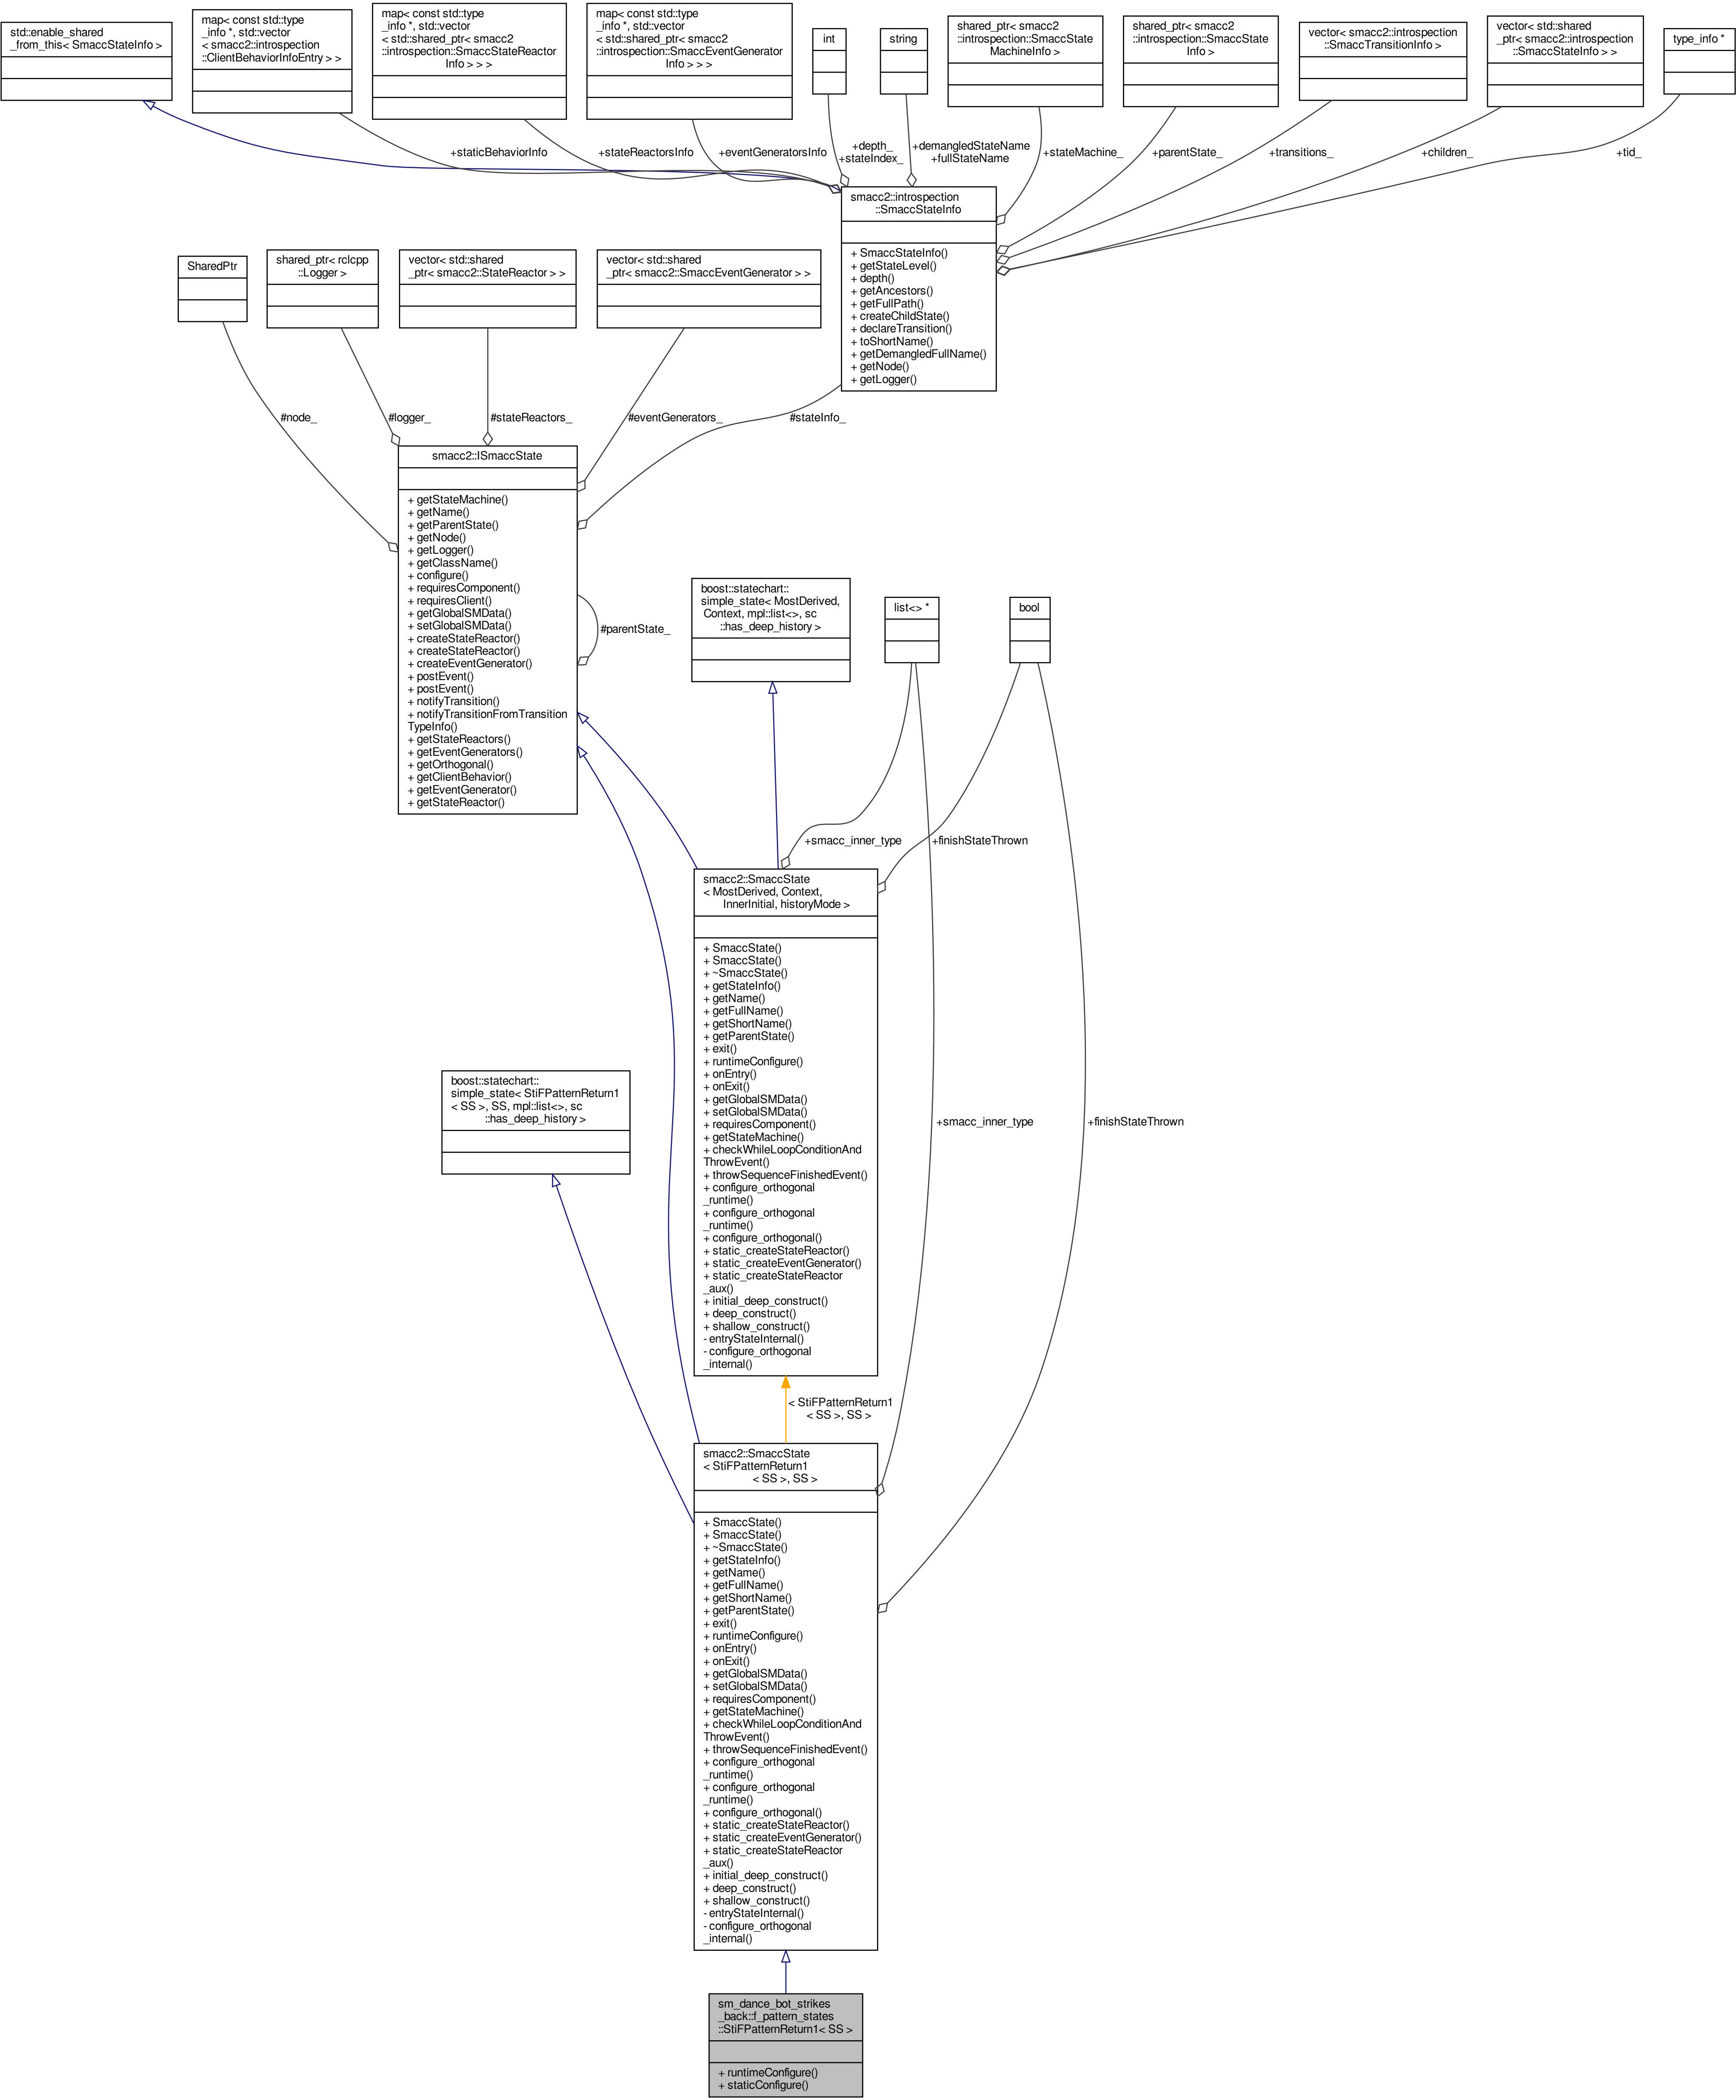 std::enable_shared
_from_this< SmaccStateInfo >
map< const std::type
_info *, std::vector
< smacc2::introspection
::ClientBehaviorInfoEntry > >
map< const std::type
_info *, std::vector
< std::shared_ptr< smacc2
::introspection::SmaccStateReactor
Info > > >
map< const std::type
_info *, std::vector
< std::shared_ptr< smacc2
::introspection::SmaccEventGenerator
Info > > >
int
string
shared_ptr< smacc2
::introspection::SmaccState
MachineInfo >
shared_ptr< smacc2
::introspection::SmaccState
Info >
vector< smacc2::introspection
::SmaccTransitionInfo >
vector< std::shared
_ptr< smacc2::introspection
::SmaccStateInfo > >
type_info *
+staticBehaviorInfo
+stateReactorsInfo
+eventGeneratorsInfo
+depth_
+stateIndex_
+demangledStateName
+fullStateName
+stateMachine_
+parentState_
+transitions_
+children_
+tid_
smacc2::introspection
::SmaccStateInfo
+ SmaccStateInfo()
+ getStateLevel()
+ depth()
+ getAncestors()
+ getFullPath()
+ createChildState()
+ declareTransition()
+ toShortName()
+ getDemangledFullName()
+ getNode()
+ getLogger()
SharedPtr
shared_ptr< rclcpp
::Logger >
vector< std::shared
_ptr< smacc2::StateReactor > >
vector< std::shared
_ptr< smacc2::SmaccEventGenerator > >
#node_
#logger_
#stateReactors_
#eventGenerators_
#stateInfo_
smacc2::ISmaccState
+ getStateMachine()
+ getName()
+ getParentState()
+ getNode()
+ getLogger()
+ getClassName()
+ configure()
+ requiresComponent()
+ requiresClient()
+ getGlobalSMData()
+ setGlobalSMData()
+ createStateReactor()
+ createStateReactor()
+ createEventGenerator()
+ postEvent()
+ postEvent()
+ notifyTransition()
+ notifyTransitionFromTransition
TypeInfo()
+ getStateReactors()
+ getEventGenerators()
+ getOrthogonal()
+ getClientBehavior()
+ getEventGenerator()
+ getStateReactor()
#parentState_
boost::statechart::
simple_state< MostDerived,
Context, mpl::list<>, sc
::has_deep_history >
list<> *
bool
+smacc_inner_type
+finishStateThrown
smacc2::SmaccState
< MostDerived, Context,
InnerInitial, historyMode >
+ SmaccState()
+ SmaccState()
+ ~SmaccState()
+ getStateInfo()
+ getName()
+ getFullName()
+ getShortName()
+ getParentState()
+ exit()
+ runtimeConfigure()
+ onEntry()
+ onExit()
+ getGlobalSMData()
+ setGlobalSMData()
+ requiresComponent()
+ getStateMachine()
+ checkWhileLoopConditionAnd
ThrowEvent()
+ throwSequenceFinishedEvent()
+ configure_orthogonal
_runtime()
+ configure_orthogonal
_runtime()
+ configure_orthogonal()
+ static_createStateReactor()
+ static_createEventGenerator()
+ static_createStateReactor
_aux()
+ initial_deep_construct()
+ deep_construct()
+ shallow_construct()
- entryStateInternal()
- configure_orthogonal
_internal()
boost::statechart::
simple_state< StiFPatternReturn1
< SS >, SS, mpl::list<>, sc
::has_deep_history >
+smacc_inner_type
+finishStateThrown
< StiFPatternReturn1
< SS >, SS >
smacc2::SmaccState
< StiFPatternReturn1
< SS >, SS >
+ SmaccState()
+ SmaccState()
+ ~SmaccState()
+ getStateInfo()
+ getName()
+ getFullName()
+ getShortName()
+ getParentState()
+ exit()
+ runtimeConfigure()
+ onEntry()
+ onExit()
+ getGlobalSMData()
+ setGlobalSMData()
+ requiresComponent()
+ getStateMachine()
+ checkWhileLoopConditionAnd
ThrowEvent()
+ throwSequenceFinishedEvent()
+ configure_orthogonal
_runtime()
+ configure_orthogonal
_runtime()
+ configure_orthogonal()
+ static_createStateReactor()
+ static_createEventGenerator()
+ static_createStateReactor
_aux()
+ initial_deep_construct()
+ deep_construct()
+ shallow_construct()
- entryStateInternal()
- configure_orthogonal
_internal()
sm_dance_bot_strikes
_back::f_pattern_states
::StiFPatternReturn1< SS >
+ runtimeConfigure()
+ staticConfigure()